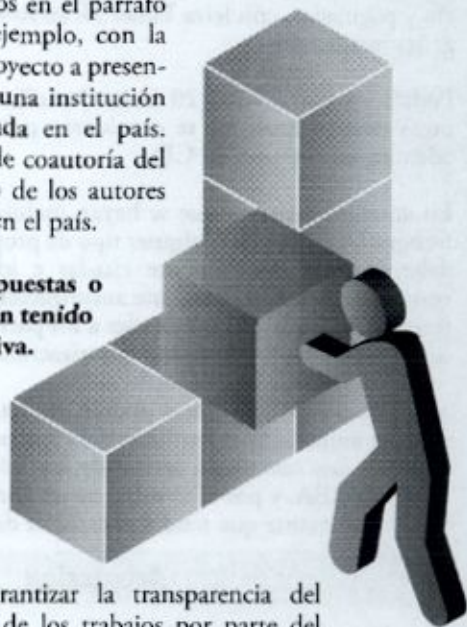 os en el párrafo
ejemplo, con la
oyecto a presen-
una institución
da en el país.
de coautoría del
de los autores
en el país.
puestas o
n tenido
iva.
rantizar la transparencia del
de los trabajos por parte del